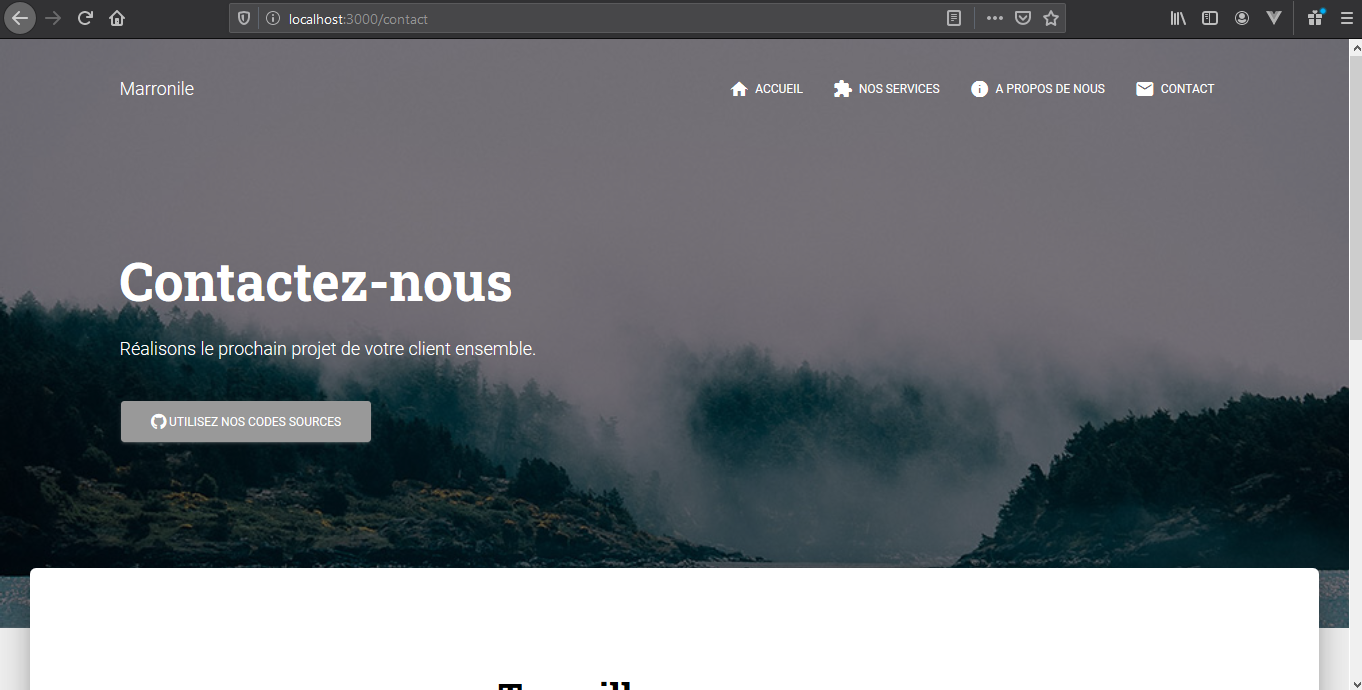 localhost:3000/contact
Marronile
ACCUEIL
NOS SERVICES
A PROPOS DE NOUS
CONTACT
Contactez-nous
Réalisons le prochain projet de votre client ensemble.
UTILISEZ NOS CODES SOURCES